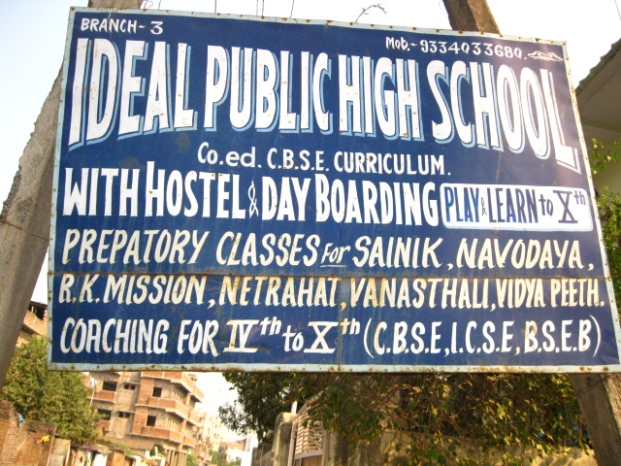 BRANCH-3
MOB.-9334033680.
IDEAL PUBLIC HIGH SCHOOL
Co.ed. C.B.S.E. CURRICULUM.
WITH HOSTEL & DAY BOARDING PLAY & LEARN to Xth
PREPATORY CLASSES For SAINIK, NAVODAYA,
R.K.MISSION, NETRAHAT, VANASTHALI, VIDYA PEETH.
COACHING FOR IVth to Xth (C.B.S.E, I.C.S.E, B.S.E.B)